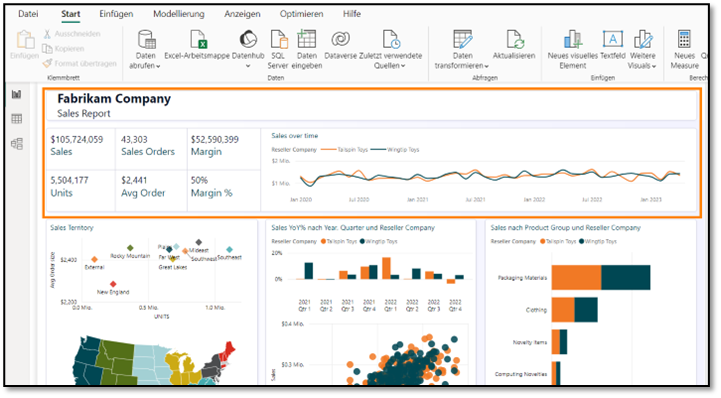 Datei Start Einfügen Modellierung Anzeigen Optimieren Hilfe
Einfügen
Ausschneiden
Kopieren
Format übertragen
Klemmbrett
Daten abrufen
Excel-Arbeitsmappe
Datenhub
SQL Server
Daten eingeben
Dataverse
Zuletzt verwendete Quellen
Daten
Daten transformieren
Aktualisieren
Abfragen
Neues visuelles Element
Textfeld
Weitere Visuals
Einfügen
Neues Measure
Berech
Fabrikam Company
Sales Report
$105,724,059 43,303 $52,590,399
Sales Sales Orders Margin
5,504,177 $2,441 50%
Units Avg Order Margin %
Sales over time
Reseller Company Tailspin Toys Wingtip Toys
$2 Mio.
$1 Mio.
Jan 2020 Jul 2020 Jan 2021 Jul 2021 Jan 2022 Jul 2022 Jan 2023
Sales Territory
Avg Order Size
$2,400
$2,200
External
Rocky Mountain
Mideast
Far West
Southwest
Southeast
Great Lakes
New England
0.0 Mio. 0.5 Mio. 1.0 Mio.
UNITS
Sales YoY% nach Year, Quarter und Reseller Company
Reseller Company Tailspin Toys Wingtip Toys
20%
0%
2021 2021 2021 2021 2022 2022 2022 2022
Qtr 1 Qtr 2 Qtr 3 Qtr 4 Qtr 1 Qtr 2 Qtr 3 Qtr 4
$0.4 Mio.
$0.3 Mio.
Sales
Sales nach Product Group und Reseller Company
Reseller Company Tailspin Toys Wingtip Toys
Packaging Materials
Clothing
Novelty Items
Computing Novelties